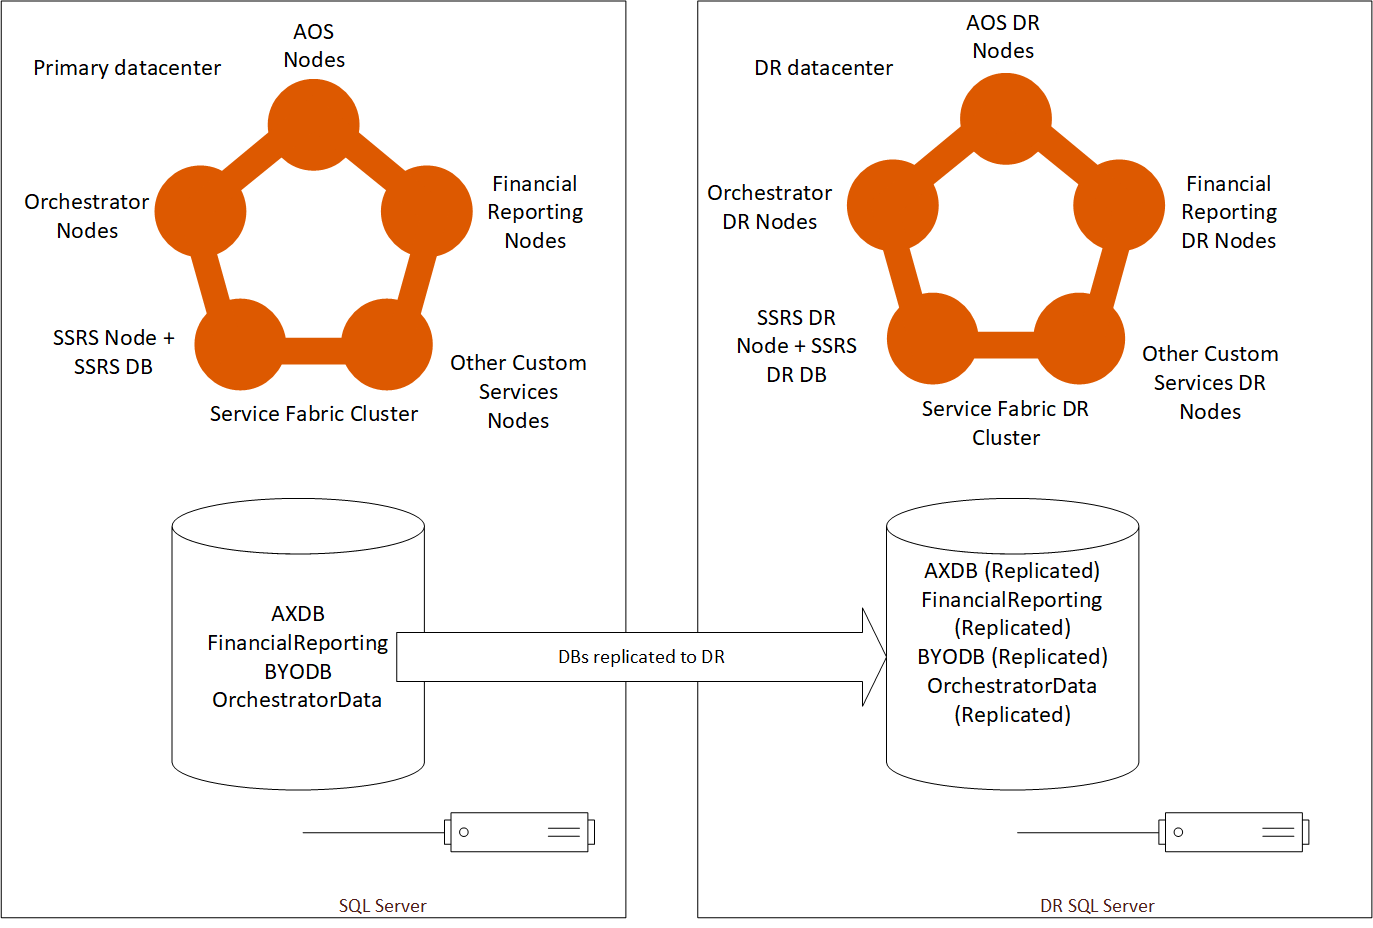 AOS
Nodes
Primary datacenter
Orchestrator
Nodes
Financial
Reporting
Nodes
SSRS Node +
SSRS DB
Other Custom
Services
Nodes
Service Fabric Cluster
AXDB
FinancialReporting
BYODB
OrchestratorData
SQL Server
DBs replicated to DR
AOS DR
Nodes
DR datacenter
Orchestrator
DR Nodes
Financial
Reporting
DR Nodes
SSRS DR
Node + SSRS
DR DB
Other Custom
Services DR
Nodes
Service Fabric DR
Cluster
AXDB (Replicated)
FinancialReporting
(Replicated)
BYODB (Replicated)
OrchestratorData
(Replicated)
DR SQL Server